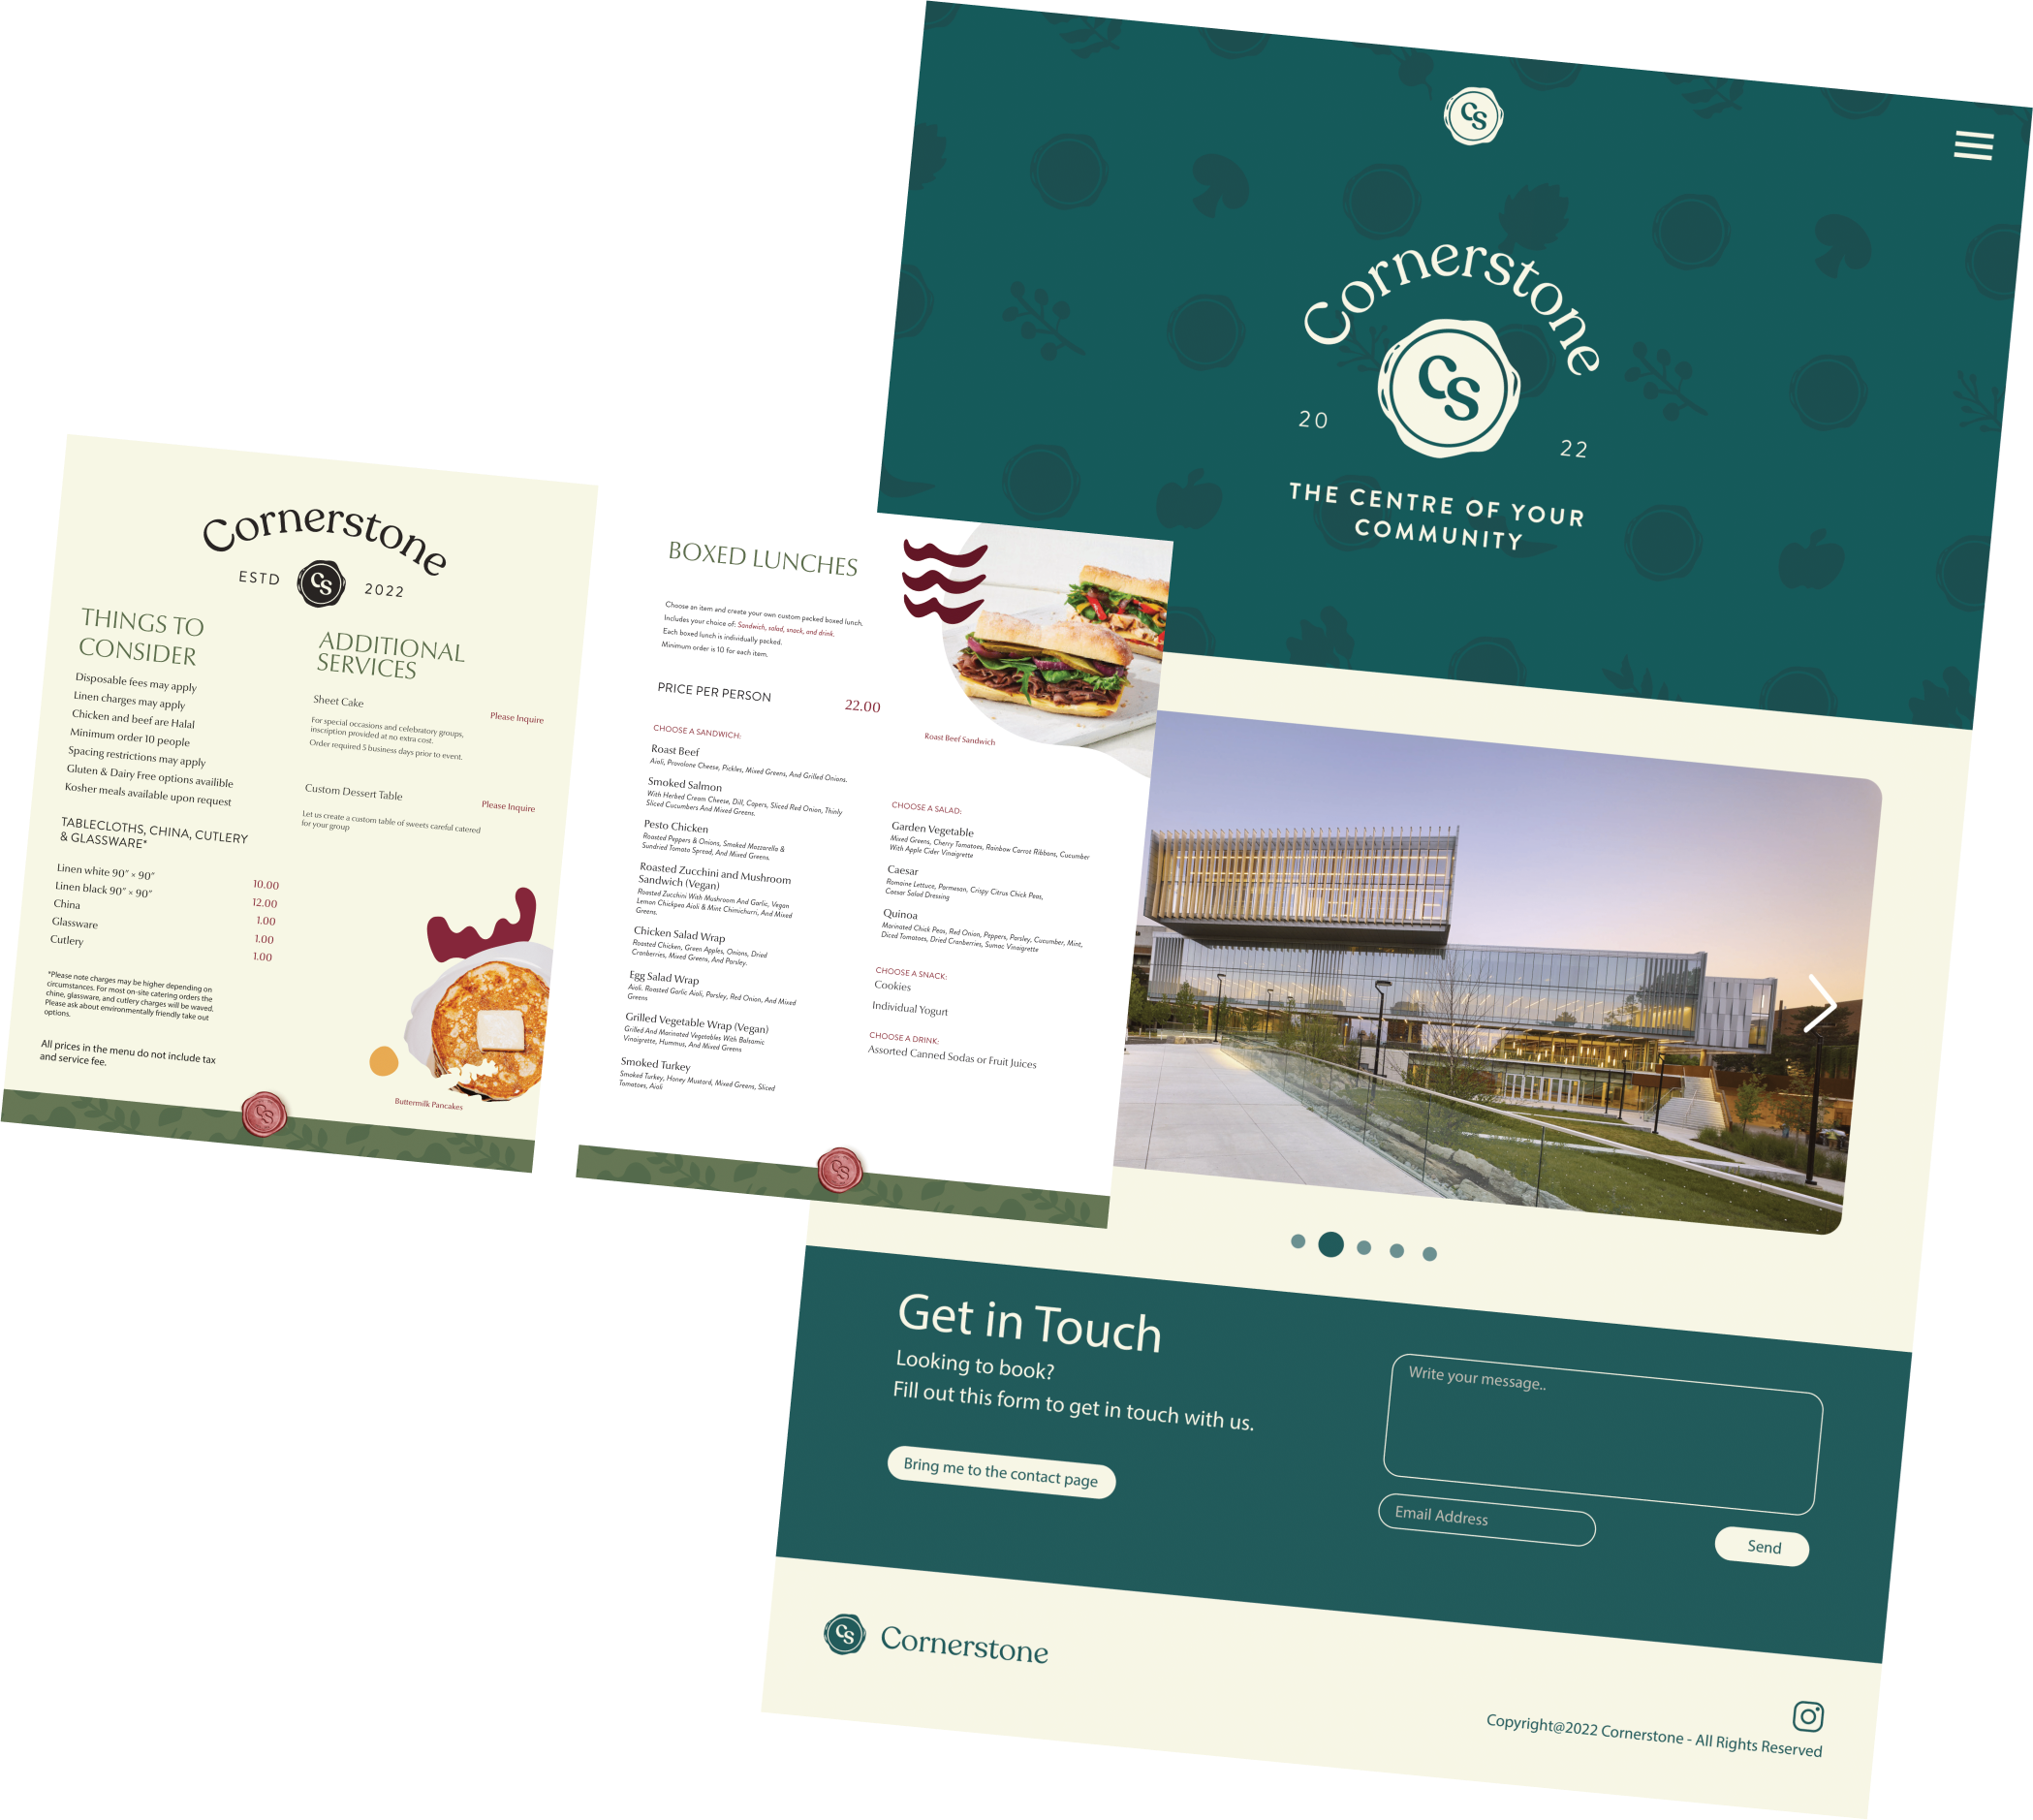 Cornerstone
ESTD
CS
2022
THINGS TO
CONSIDER
Disposable fees may apply
Linen charges may apply
Chicken and beef are Halal
Minimum order 10 people
Spacing restrictions may apply
Gluten & Dairy Free options availible
Kosher meals available upon request
TABLECLOTHS, CHINA, CUTLERY
& GLASSWARE*
Linen white 90” × 90” 10.00
Linen black 90” × 90” 12.00
China 1.00
Glassware 1.00
Cutlery 1.00
*Please note charges may be higher depending on
circumstances. For most on-site catering orders the
chine, glassware, and cutlery charges will be waved.
Please ask about environmentally friendly take out
options.
All prices in the menu do not include tax
and service fee.
ADDITIONAL
SERVICES
Sheet Cake
Please Inquire
For special occasions and celebratory groups,
inscription provided at no extra cost.
Order required 5 business days prior to event.
Custom Dessert Table
Please Inquire
Let us create a custom table of sweets careful catered
for your group
Buttermilk Pancakes
CS
BOXED LUNCHES
Choose an item and create your own custom packed boxed lunch.
Includes your choice of: Sandwich, salad, snack, and drink.
Each boxed lunch is individually packed.
Minimum order is 10 for each item.
PRICE PER PERSON 22.00
Roast Beef Sandwich
CHOOSE A SANDWICH:
Roast Beef
Aioli, Provolone Cheese, Pickles, Mixed Greens, And Grilled Onions.
Smoked Salmon
With Herbed Cream Cheese, Dill, Capers, Sliced Red Onion, Thinly
Sliced Cucumbers And Mixed Greens.
Pesto Chicken
Roasted Peppers & Onions, Smoked Mozzarella &
Sundried Tomato Spread, And Mixed Greens.
Roasted Zucchini and Mushroom
Sandwich (Vegan)
Roasted Zucchini With Mushroom And Garlic, Vegan
Lemon Chickpea Aioli & Mint Chimichurri, And Mixed
Greens.
Chicken Salad Wrap
Roasted Chicken, Green Apples, Onions, Dried
Cranberries, Mixed Greens, And Parsley.
Egg Salad Wrap
Aioli. Roasted Garlic Aioli, Parsley, Red Onion, And Mixed
Greens
Grilled Vegetable Wrap (Vegan)
Grilled And Marinated Vegetables With Balsamic
Vinaigrette, Hummus, And Mixed Greens
Smoked Turkey
Smoked Turkey, Honey Mustard, Mixed Greens, Sliced
Tomatoes, Aioli
CHOOSE A SALAD:
Garden Vegetable
Mixed Greens, Cherry Tomatoes, Rainbow Carrot Ribbons, Cucumber
With Apple Cider Vinaigrette
Caesar
Romaine Lettuce, Parmesan, Crispy Citrus Chick Peas,
Caesar Salad Dressing
Quinoa
Marinated Chick Peas, Red Onion, Peppers, Parsley, Cucumber, Mint,
Diced Tomatoes, Dried Cranberries, Sumac Vinaigrette
CHOOSE A SNACK:
Cookies
Individual Yogurt
CHOOSE A DRINK:
Assorted Canned Sodas or Fruit Juices
CS
CS
Cornerstone
CS
20
22
THE CENTRE OF YOUR
COMMUNITY
Get in Touch
Looking to book?
Fill out this form to get in touch with us.
Bring me to the contact page
Write your message..
Email Address
Send
CS
Cornerstone
Copyright@2022 Cornerstone - All Rights Reserved